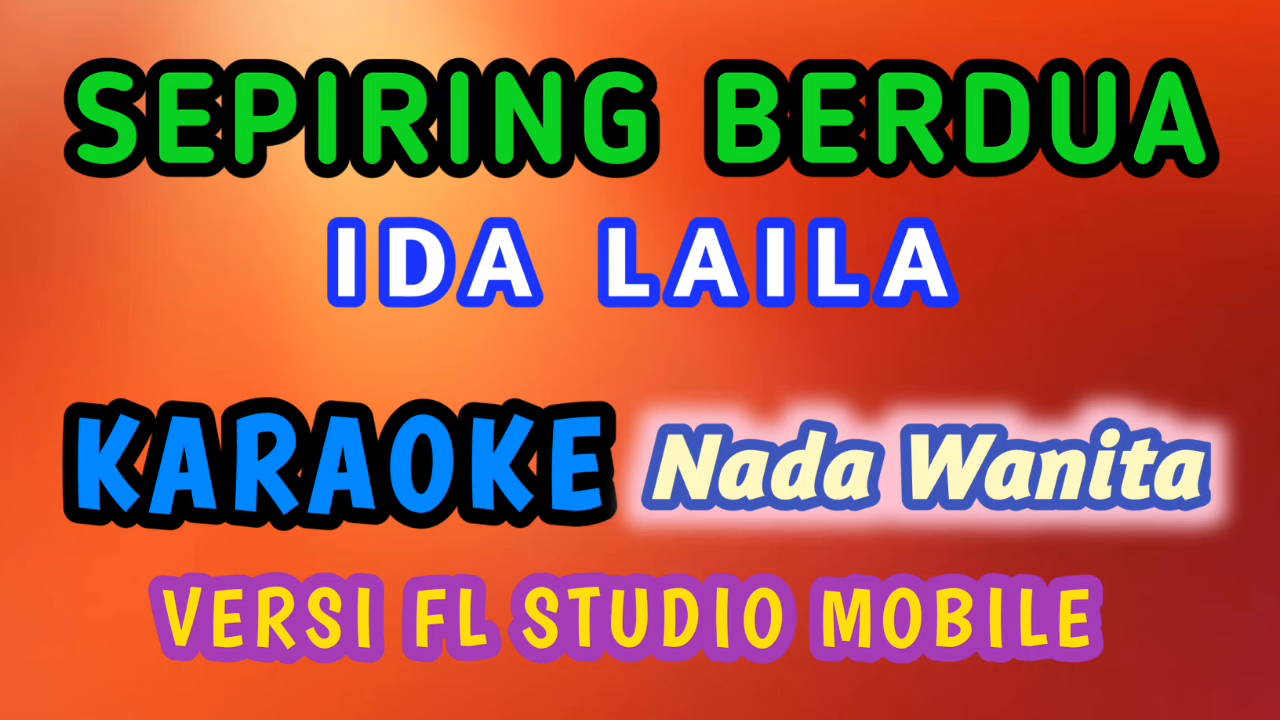 SEPIRING BERDUA
IDA LAILA
KARAOKE Nada Wanita
VERSI FL STUDIO MOBILE